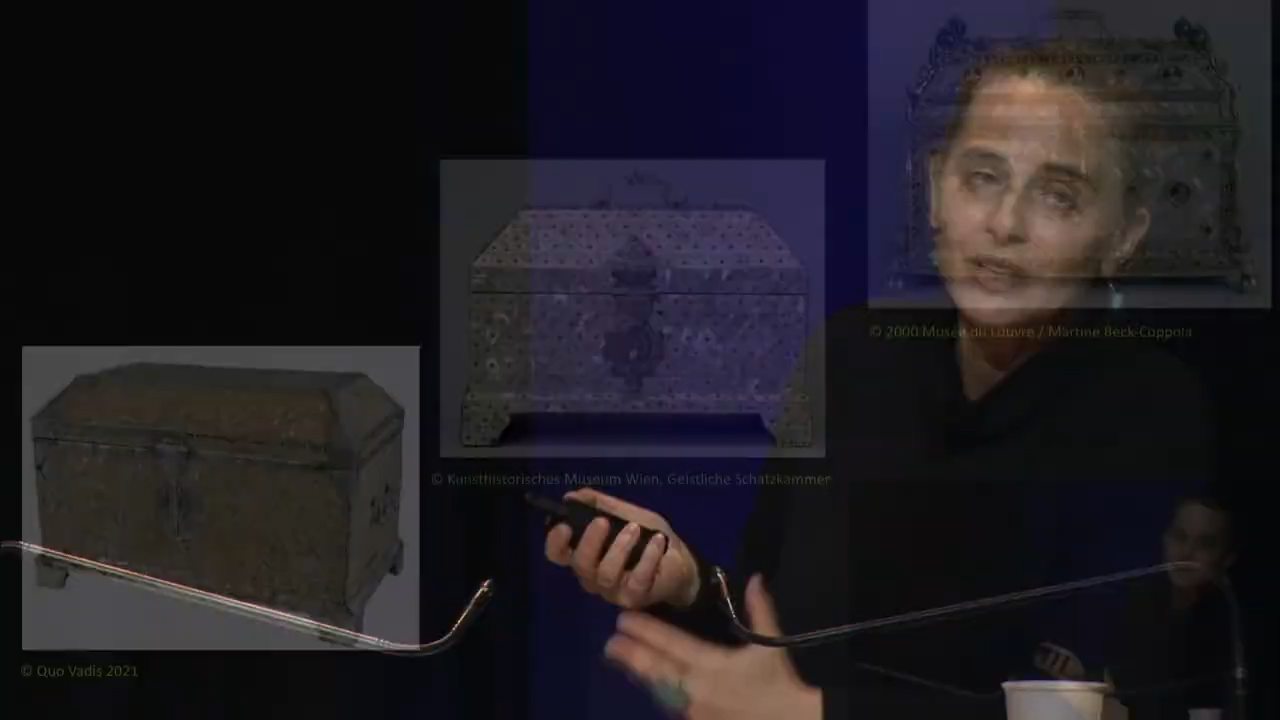 © 2000 Musée du Louvre / Martine Beck-Coppola
© Kunsthistorisches Museum Wien, Geistliche Schatzkammer
© Quo Vadis 2021